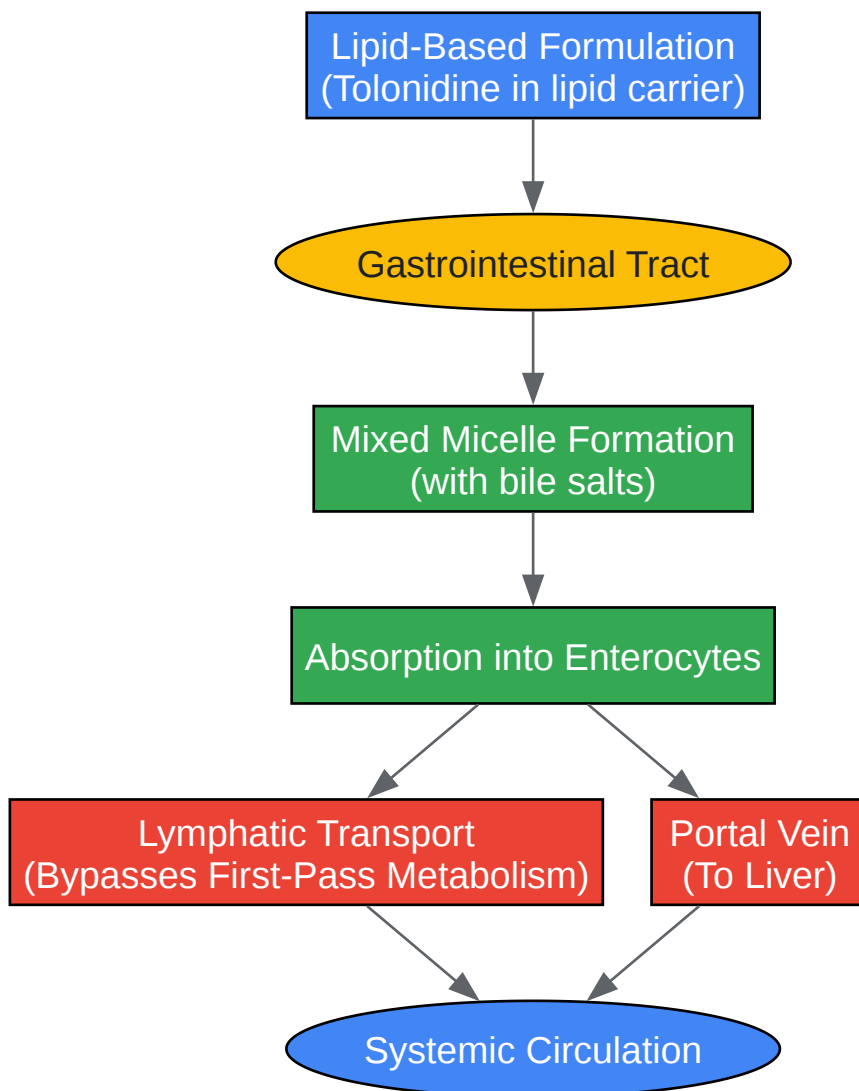 Lipid-Based Formulation
(Tolonidine in lipid carrier)
Gastrointestinal Tract
Mixed Micelle Formation
(with bile salts)
Absorption into Enterocytes
Lymphatic Transport
(Bypasses First-Pass Metabolism)
Portal Vein
(To Liver)
Systemic Circulation